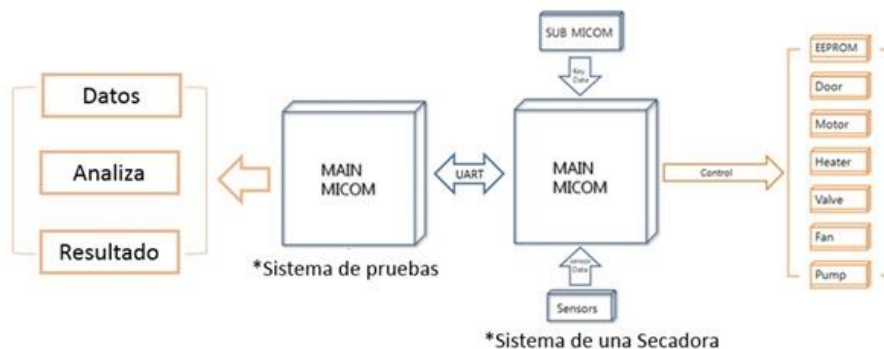 Datos
Analiza
Resultado
MAIN
MICOM
*Sistema de pruebas
UART
SUB MICOM
Key
Data
MAIN
MICOM
Sensor
Data
Sensors
*Sistema de una Secadora
Control
EEPROM
Door
Motor
Heater
Valve
Fan
Pump